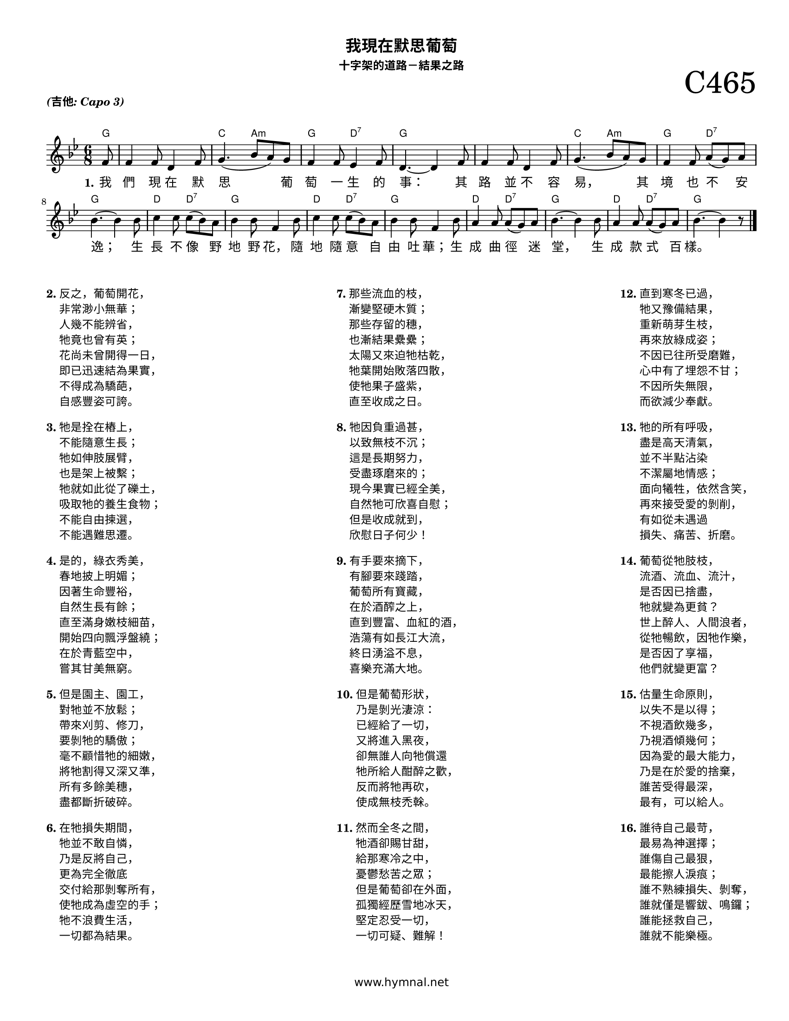 我現在默思葡萄
十字架的道路－結果之路
C465
(吉他: Capo 3)
G C Am G D7 G C Am G D7
1. 我 們 現在 默 思 葡 萄 一生 的 事： 其 路 並不 容 易， 其 境 也 不 安
8 G D D7 G D D7 G D D7 G D D7 G
逸； 生 長 不像 野 地 野花，隨 地 隨意 自 由 吐華；生 成 曲徑 迷 堂， 生 成 款式 百樣。
2. 反之，葡萄開花，
非常渺小無華；
人幾不能辨省，
牠竟也曾有英；
花尚未曾開得一日，
即已迅速結為果實，
不得成為驕葩，
自感豐姿可誇。
3. 牠是拴在樁上，
不能隨意生長；
牠如伸肢展臂，
也是架上被繫；
牠就如此從了礫土，
吸取牠的養生食物；
不能自由揀選，
不能遇難思遷。
4. 是的，綠衣秀美，
春地披上明媚；
因著生命豐裕，
自然生長有餘；
直至滿身嫩枝細苗，
開始四向飄浮盤繞；
在於青藍空中，
嘗其甘美無窮。
5. 但是園主、園工，
對牠並不放鬆；
帶來刈剪、修刀，
要剝牠的驕傲；
毫不顧惜牠的細嫩，
將牠割得又深又準，
所有多餘美穗，
盡都斷折破碎。
6. 在牠損失期間，
牠並不敢自憐，
乃是反將自己，
更為完全徹底
交付給那剝奪所有，
使牠成為虛空的手；
牠不浪費生活，
一切都為結果。
7. 那些流血的枝，
漸變堅硬木質；
那些存留的穗，
也漸結果纍纍；
太陽又來迫牠枯乾，
牠葉開始敗落四散，
使牠果子盛紫，
直至收成之日。
8. 牠因負重過甚，
以致無枝不沉；
這是長期努力，
受盡琢磨來的；
現今果實已經全美，
自然牠可欣喜自慰；
但是收成就到，
欣慰日子何少！
9. 有手要來摘下，
有腳要來踐踏，
葡萄所有寶藏，
在於酒醡之上，
直到豐富、血紅的酒，
浩蕩有如長江大流，
終日湧溢不息，
喜樂充滿大地。
10. 但是葡萄形狀，
乃是剝光淒涼：
已經給了一切，
又將進入黑夜，
卻無誰人向牠償還
牠所給人酣醉之歡，
反而將牠再砍，
使成無枝禿榦。
11. 然而全冬之間，
牠酒卻賜甘甜，
給那寒冷之中，
憂鬱愁苦之眾；
但是葡萄卻在外面，
孤獨經歷雪地冰天，
堅定忍受一切，
一切可疑、難解！
12. 直到寒冬已過，
牠又豫備結果，
重新萌芽生枝，
再來放綠成姿；
不因已往所受磨難，
心中有了埋怨不甘；
不因所失無限，
而欲減少奉獻。
13. 牠的所有呼吸，
盡是高天清氣，
並不半點沾染
不潔屬地情感；
面向犧牲，依然含笑，
再來接受愛的剝削，
有如從未遇過
損失、痛苦、折磨。
14. 葡萄從牠肢枝，
流酒、流血、流汁，
是否因已捨盡，
牠就變為更貧？
世上醉人、人間浪者，
從牠暢飲，因牠作樂，
是否因了享福，
他們就變更富？
15. 估量生命原則，
以失不是以得；
不視酒飲幾多，
乃視酒傾幾何；
因為愛的最大能力，
乃是在於愛的捨棄，
誰苦受得最深，
最有，可以給人。
16. 誰待自己最苛，
最易為神選擇；
誰傷自己最狠，
最能擦人淚痕；
誰不熟練損失、剝奪，
誰就僅是響鈸、鳴鑼；
誰能拯救自己，
誰就不能樂極。
www.hymnal.net